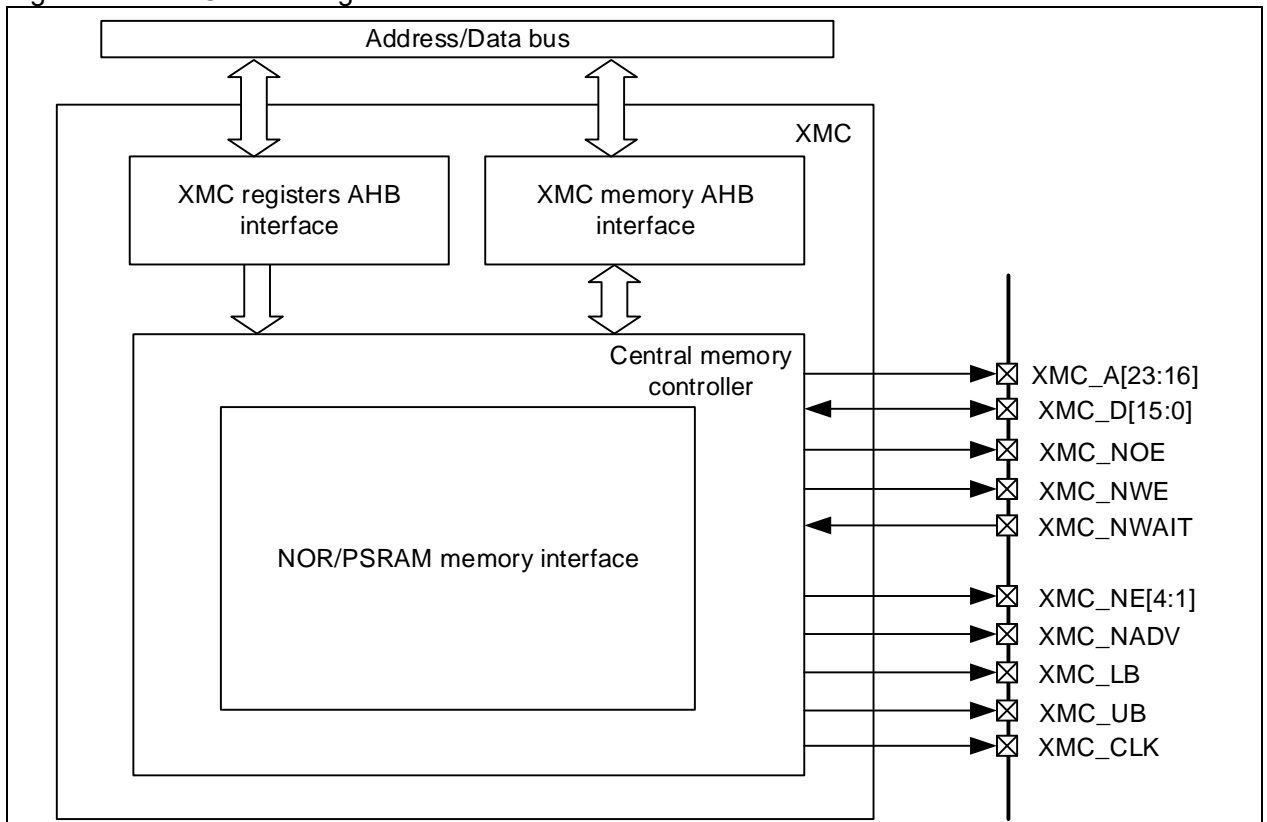 Address/Data bus
XMC
XMC registers AHB
interface
XMC memory AHB
interface
Central memory
controller
NOR/PSRAM memory interface
XMC_A[23:16]
XMC_D[15:0]
XMC_NOE
XMC_NWE
XMC_NWAIT
XMC_NE[4:1]
XMC_NADV
XMC_LB
XMC_UB
XMC_CLK